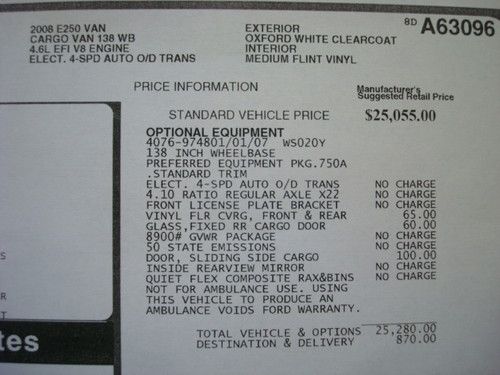 8D A63096
2008 E250 VAN EXTERIOR
CARGO VAN 138 WB OXFORD WHITE CLEARCOAT
4.6L EFI V8 ENGINE INTERIOR
ELECT. 4-SPD AUTO O/D TRANS MEDIUM FLINT VINYL
PRICE INFORMATION
Manufacturer's
Suggested Retail Price
STANDARD VEHICLE PRICE $25,055.00
OPTIONAL EQUIPMENT
4076-974801/01/07 WS020Y
138 INCH WHEELBASE
PREFERRED EQUIPMENT PKG.750A
.STANDARD TRIM
ELECT. 4-SPD AUTO O/D TRANS NO CHARGE
4.10 RATIO REGULAR AXLE X22 NO CHARGE
FRONT LICENSE PLATE BRACKET NO CHARGE
VINYL FLR CVRG, FRONT & REAR 65.00
GLASS,FIXED RR CARGO DOOR 60.00
8900# GVWR PACKAGE NO CHARGE
50 STATE EMISSIONS NO CHARGE
DOOR, SLIDING SIDE CARGO 100.00
INSIDE REARVIEW MIRROR NO CHARGE
QUIET FLEX COMPOSITE RAX&BINS NO CHARGE
NOT FOR AMBULANCE USE. USING
THIS VEHICLE TO PRODUCE AN
AMBULANCE VOIDS FORD WARRANTY.
TOTAL VEHICLE & OPTIONS 25,280.00
DESTINATION & DELIVERY 870.00
S
R
T
tes